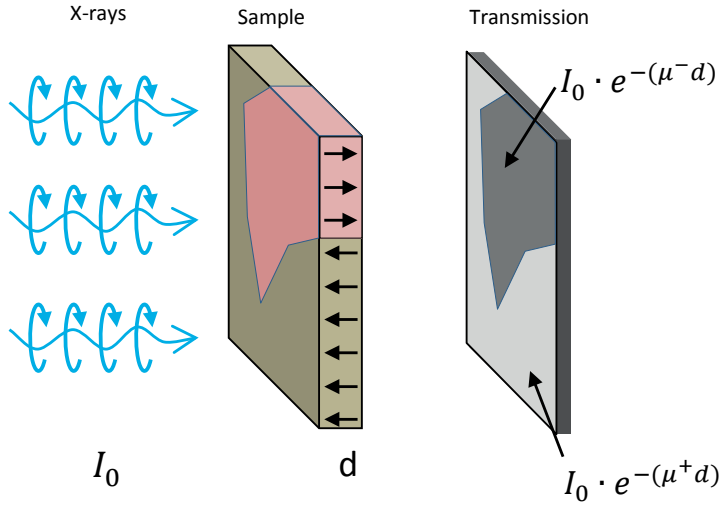 X-rays
Sample
Transmission
I₀ · e^−(μ⁻d)
I₀
d
I₀ · e^−(μ⁺d)